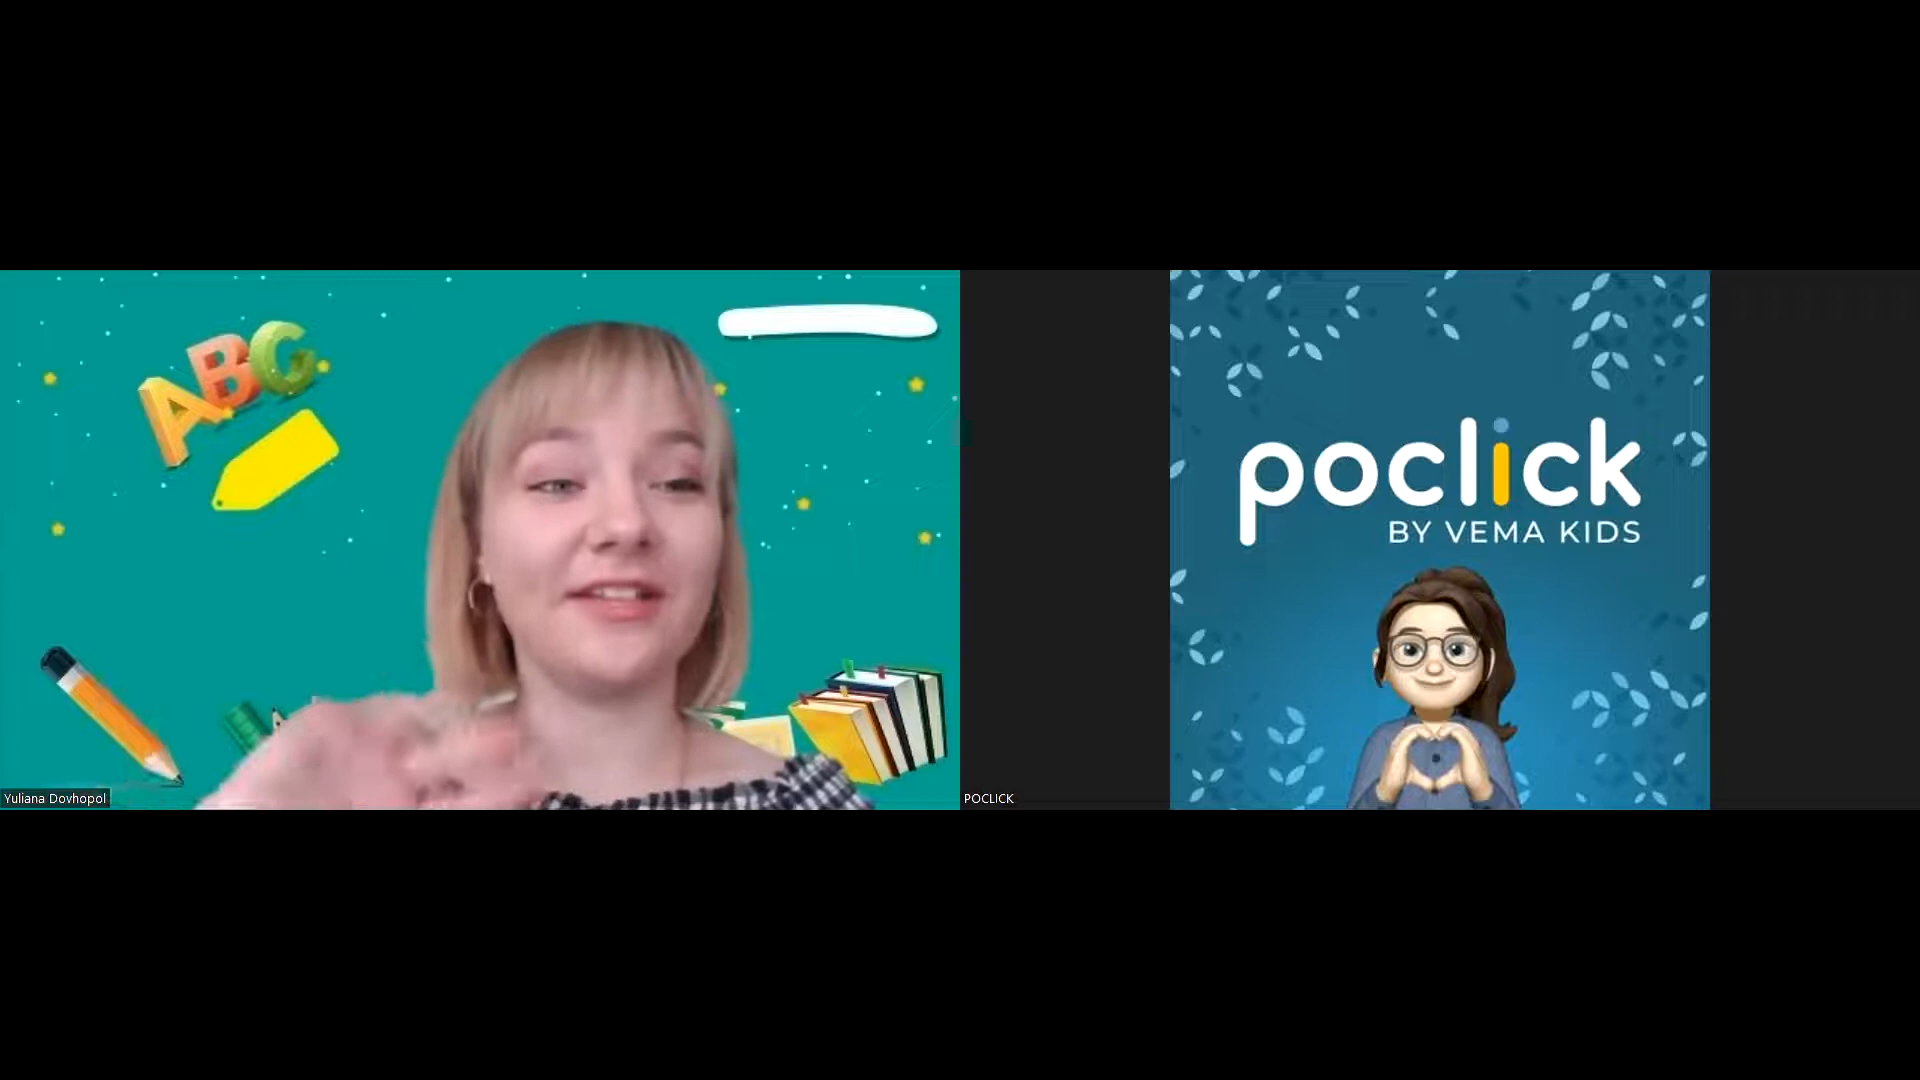 ABC
Yuliana Dovhopol
poclick
BY VEMA KIDS
POCLICK